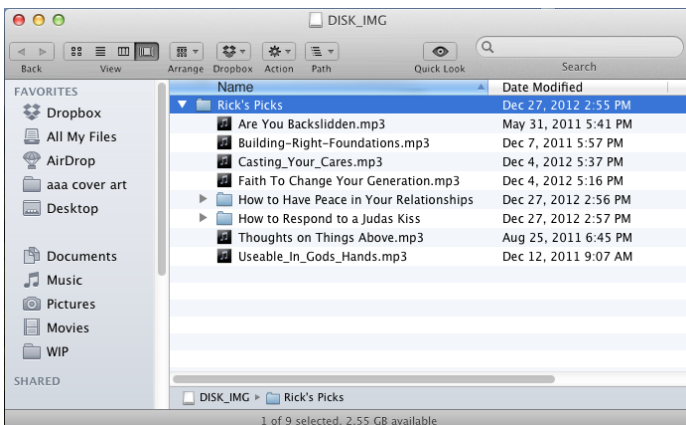 DISK_IMG
Back View Arrange Dropbox Action Path Quick Look Search
FAVORITES
Dropbox
All My Files
AirDrop
aaa cover art
Desktop
Documents
Music
Pictures
Movies
WIP
SHARED
Name Date Modified
Rick's Picks Dec 27, 2012 2:55 PM
Are You Backslidden.mp3 May 31, 2011 5:41 PM
Building-Right-Foundations.mp3 Dec 7, 2011 5:57 PM
Casting_Your_Cares.mp3 Dec 4, 2012 5:37 PM
Faith To Change Your Generation.mp3 Dec 4, 2012 5:16 PM
How to Have Peace in Your Relationships Dec 27, 2012 2:56 PM
How to Respond to a Judas Kiss Dec 27, 2012 2:57 PM
Thoughts on Things Above.mp3 Aug 25, 2011 6:45 PM
Useable_In_Gods_Hands.mp3 Dec 12, 2011 9:07 AM
DISK_IMG ▸ Rick's Picks
1 of 9 selected, 2.55 GB available